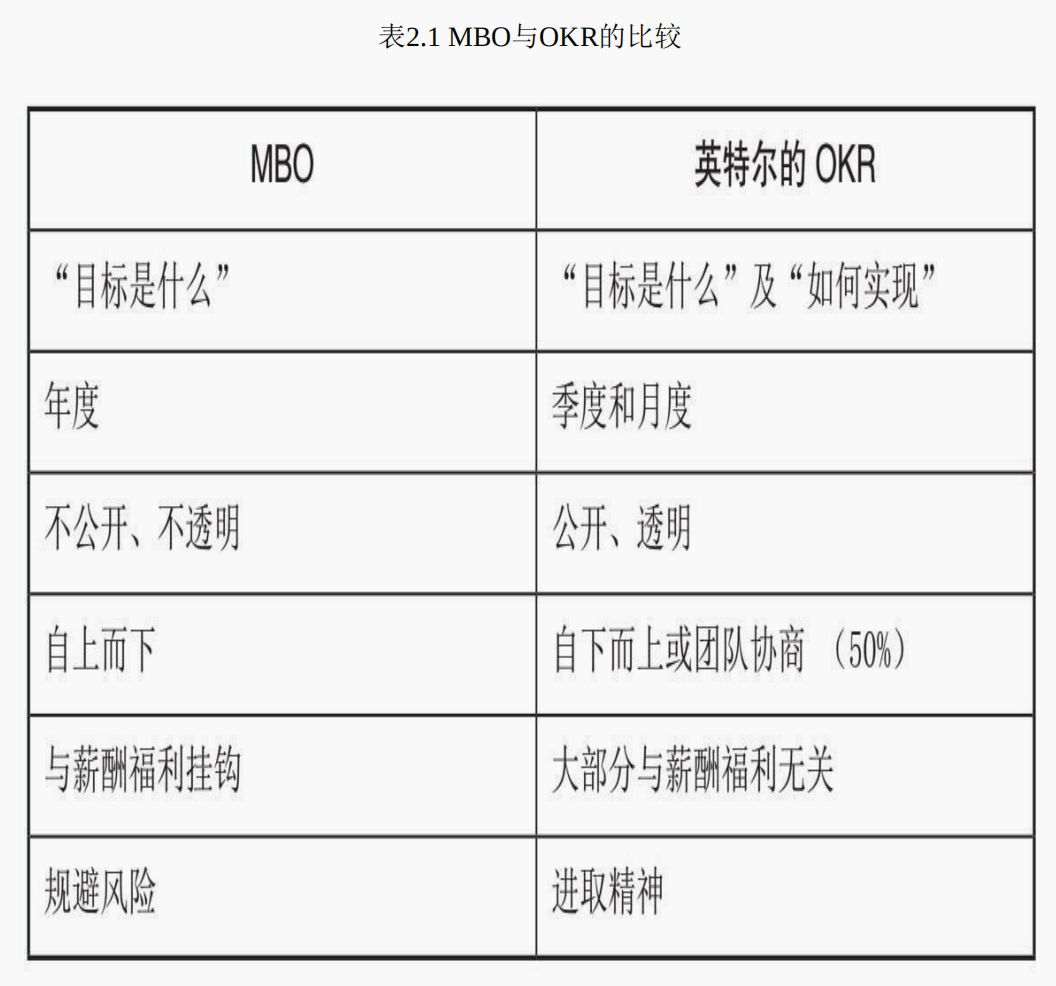 表2.1 MBO与OKR的比较
MBO 英特尔的 OKR
“目标是什么” “目标是什么”及“如何实现”
年度 季度和月度
不公开、不透明 公开、透明
自上而下 自下而上或团队协商 （50%）
与薪酬福利挂钩 大部分与薪酬福利无关
规避风险 进取精神